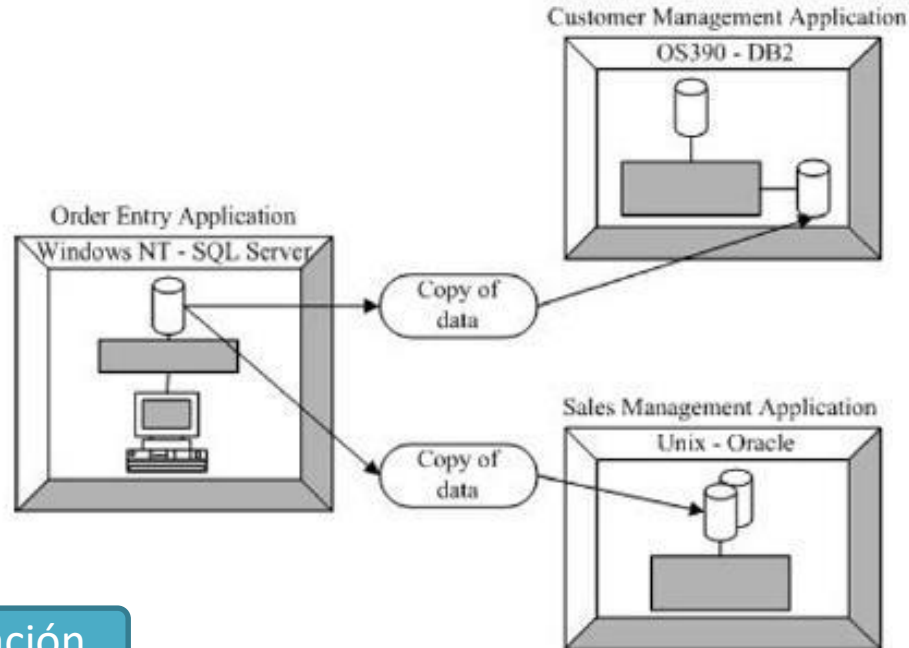 Customer Management Application
OS390 - DB2
Order Entry Application
Windows NT - SQL Server
Copy of
data
Sales Management Application
Unix - Oracle
Copy of
data